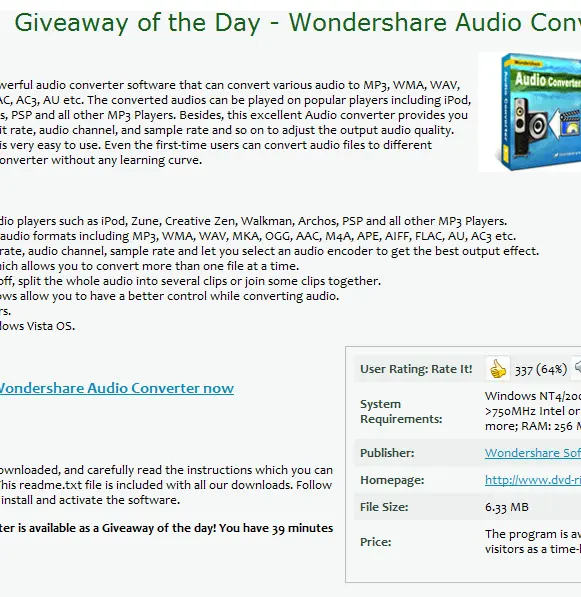 Giveaway of the Day - Wondershare Audio Conv
Wondershare
Audio Converter
Audio Converter
werful audio converter software that can convert various audio to MP3, WMA, WAV,
AC, AC3, AU etc. The converted audios can be played on popular players including iPod,
s, PSP and all other MP3 Players. Besides, this excellent Audio converter provides you
it rate, audio channel, and sample rate and so on to adjust the output audio quality.
is very easy to use. Even the first-time users can convert audio files to different
onverter without any learning curve.
dio players such as iPod, Zune, Creative Zen, Walkman, Archos, PSP and all other MP3 Players.
audio formats including MP3, WMA, WAV, MKA, OGG, AAC, M4A, APE, AIFF, FLAC, AU, AC3 etc.
rate, audio channel, sample rate and let you select an audio encoder to get the best output effect.
hich allows you to convert more than one file at a time.
off, split the whole audio into several clips or join some clips together.
ows allow you to have a better control while converting audio.
rs.
dows Vista OS.
Wondershare Audio Converter now
ownloaded, and carefully read the instructions which you can
his readme.txt file is included with all our downloads. Follow
install and activate the software.
ter is available as a Giveaway of the day! You have 39 minutes
User Rating: Rate It! 337 (64%)
System Requirements: Windows NT4/200
>750MHz Intel or
more; RAM: 256 M
Publisher: Wondershare Sof
Homepage: http://www.dvd-ri
File Size: 6.33 MB
Price: The program is av
visitors as a time-l